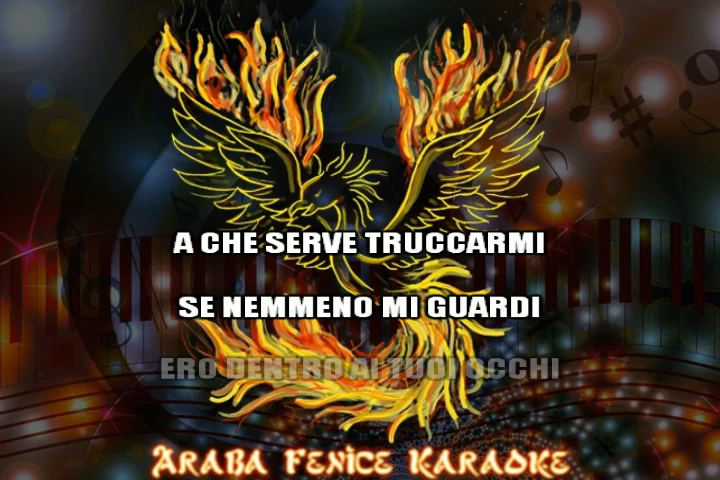 A CHE SERVE TRUCCARMI
SE NEMMENO MI GUARDI
ERO DENTRO AI TUOI OCCHI
ARABA FENICE KARAOKE